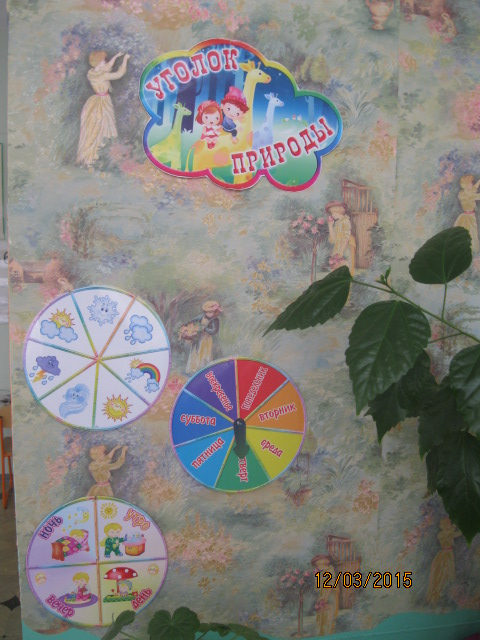 УГОЛОК
ПРИРОДЫ
понедельник
вторник
среда
четверг
пятница
суббота
воскресенье
ночь
утро
вечер
день
12/03/2015